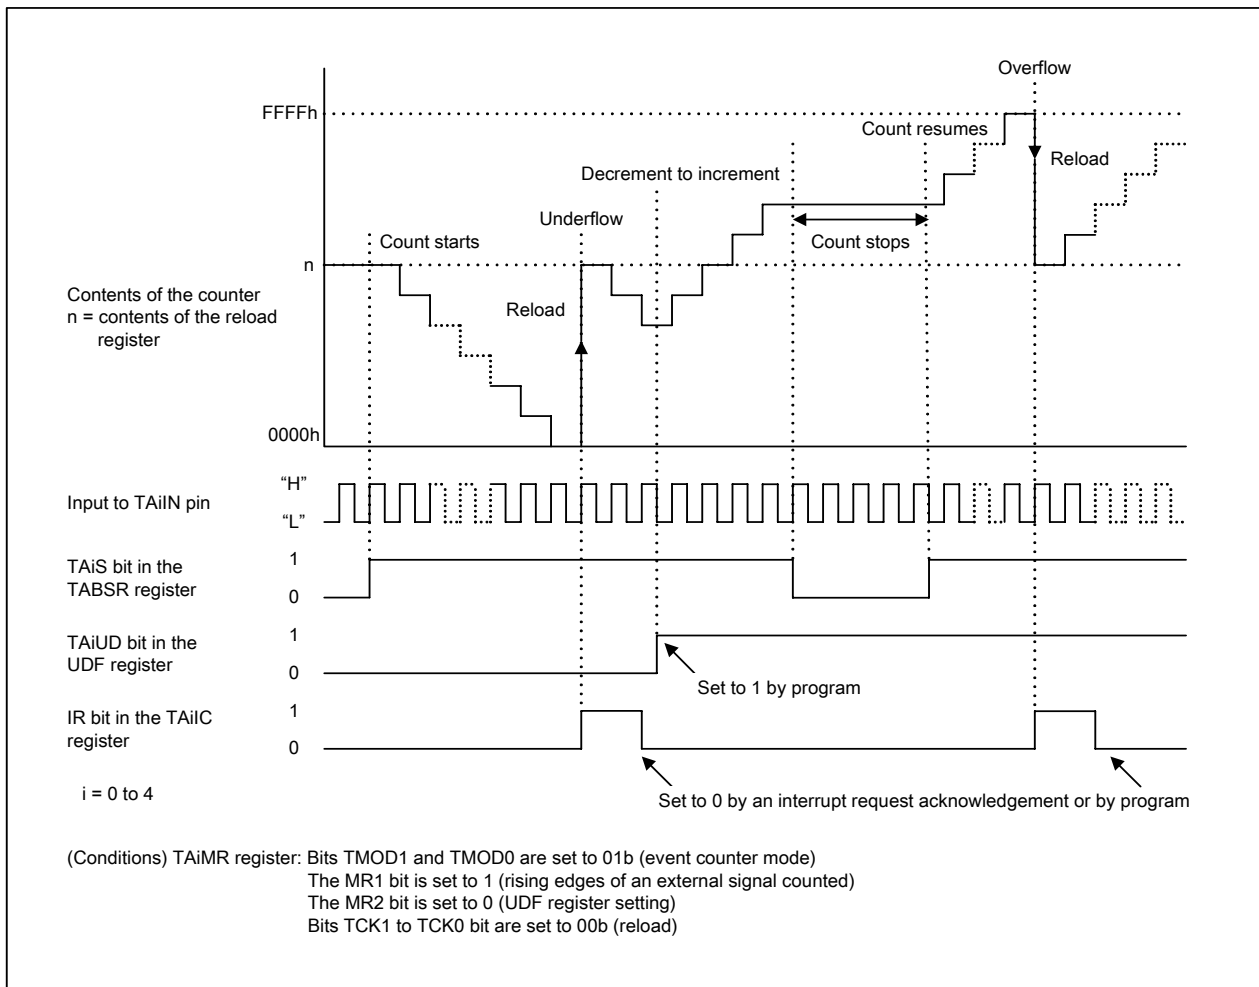 Overflow
FFFFh
Count resumes
Reload
Decrement to increment
Underflow
Count starts
Count stops
n
Contents of the counter
n = contents of the reload
register
Reload
0000h
“H”
Input to TAiIN pin
“L”
TAiS bit in the
TABSR register
1
0
TAiUD bit in the
UDF register
1
0
Set to 1 by program
IR bit in the TAiIC
register
1
0
i = 0 to 4
Set to 0 by an interrupt request acknowledgement or by program
(Conditions) TAiMR register: Bits TMOD1 and TMOD0 are set to 01b (event counter mode)
The MR1 bit is set to 1 (rising edges of an external signal counted)
The MR2 bit is set to 0 (UDF register setting)
Bits TCK1 to TCK0 bit are set to 00b (reload)